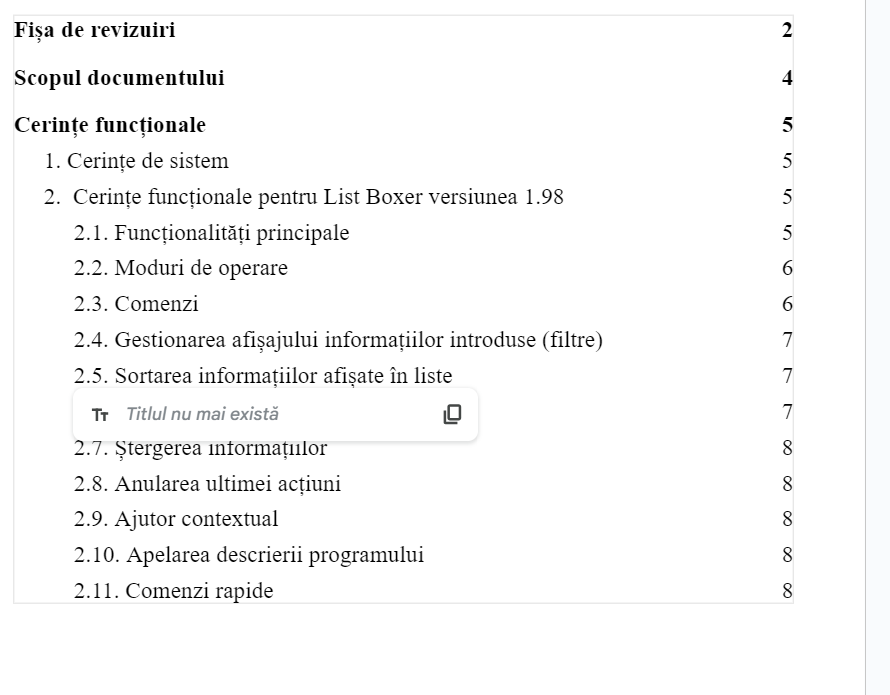 Fișa de revizuiri 2
Scopul documentului 4
Cerințe funcționale 5
1. Cerințe de sistem 5
2. Cerințe funcționale pentru List Boxer versiunea 1.98 5
2.1. Funcționalități principale 5
2.2. Moduri de operare 6
2.3. Comenzi 6
2.4. Gestionarea afișajului informațiilor introduse (filtre) 7
2.5. Sortarea informațiilor afișate în liste 7
Tт Titlul nu mai există 7
2.7. Ștergerea informațiilor 8
2.8. Anularea ultimei acțiuni 8
2.9. Ajutor contextual 8
2.10. Apelarea descrierii programului 8
2.11. Comenzi rapide 8